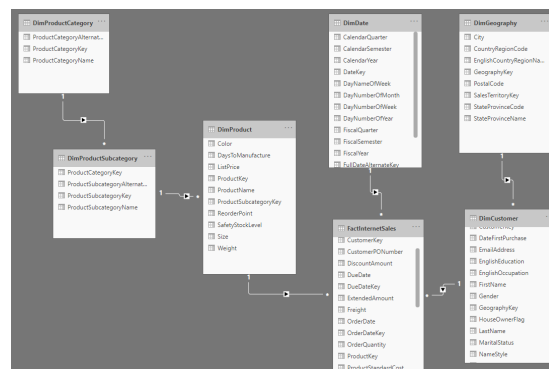 DimProductCategory
ProductCategoryAlternat...
ProductCategoryKey
ProductCategoryName
DimDate
CalendarQuarter
CalendarSemester
CalendarYear
DateKey
DayNameOfWeek
DayNumberOfMonth
DayNumberOfWeek
DayNumberOfYear
FiscalQuarter
FiscalSemester
FiscalYear
FullDateAlternateKey
DimGeography
City
CountryRegionCode
EnglishCountryRegionNa...
GeographyKey
PostalCode
SalesTerritoryKey
StateProvinceCode
StateProvinceName
1
1
1
DimProductSubcategory
ProductCategoryKey
ProductSubcategoryAlternat...
ProductSubcategoryKey
ProductSubcategoryName
1
DimProduct
Color
DaysToManufacture
ListPrice
ProductKey
ProductName
ProductSubcategoryKey
ReorderPoint
SafetyStockLevel
Size
Weight
1
FactInternetSales
CustomerKey
CustomerPONumber
DiscountAmount
DueDate
DueDateKey
ExtendedAmount
Freight
OrderDate
OrderDateKey
OrderQuantity
ProductKey
ProductStandardCost
1
DimCustomer
CustomerKey
DateFirstPurchase
EmailAddress
EnglishEducation
EnglishOccupation
FirstName
Gender
GeographyKey
HouseOwnerFlag
LastName
MaritalStatus
NameStyle